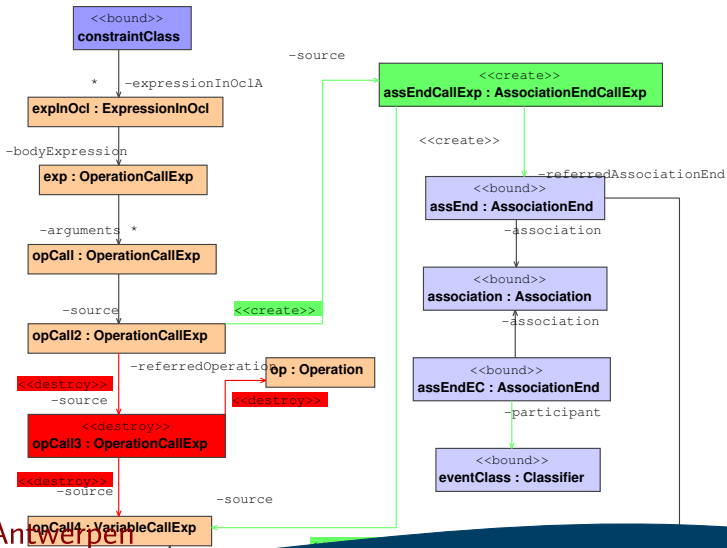 <<bound>>
constraintClass
-source
* -expressionInOclA
<<create>>
assEndCallExp : AssociationEndCallExp
expInOcl : ExpressionInOcl
<<create>>
-bodyExpression
exp : OperationCallExp
-referredAssociationEnd
<<bound>>
assEnd : AssociationEnd
-arguments *
-association
opCall : OperationCallExp
<<bound>>
association : Association
-source
<<create>>
-association
opCall2 : OperationCallExp
-referredOperation
op : Operation
<<bound>>
assEndEC : AssociationEnd
<<destroy>>
-source
<<destroy>>
-participant
<<destroy>>
opCall3 : OperationCallExp
<<bound>>
eventClass : Classifier
<<destroy>>
-source
-source
opCall4 : VariableCallExp
Antwerpen